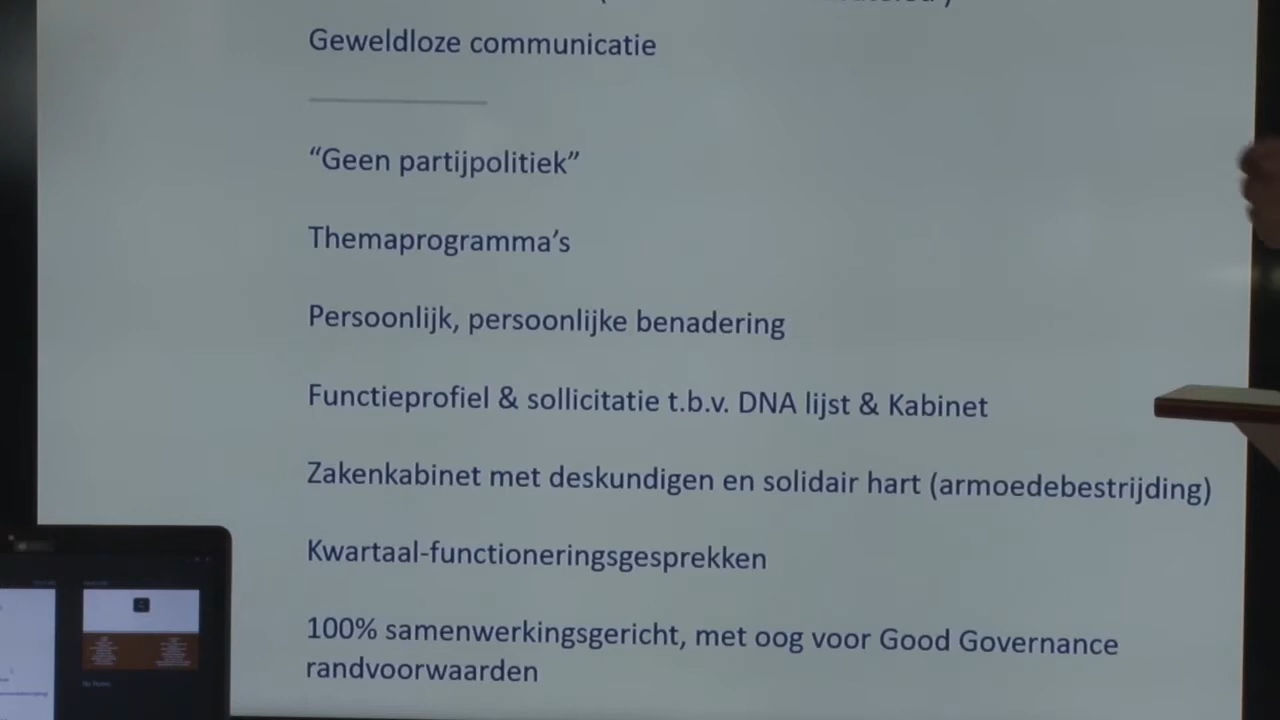 Geweldloze communicatie
“Geen partijpolitiek”
Themaprogramma’s
Persoonlijk, persoonlijke benadering
Functieprofiel & sollicitatie t.b.v. DNA lijst & Kabinet
Zakenkabinet met deskundigen en solidair hart (armoedebestrijding)
Kwartaal-functioneringsgesprekken
100% samenwerkingsgericht, met oog voor Good Governance
randvoorwaarden